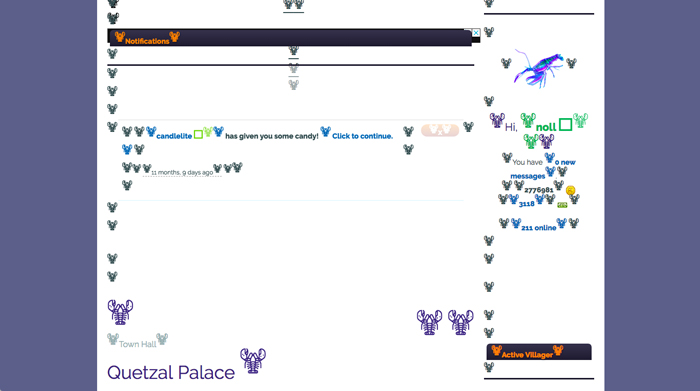 Notifications
candlelite has given you some candy! Click to continue.
11 months, 9 days ago
Town Hall
Quetzal Palace
Hi, noll
You have 0 new
messages
2776981
3118
211 online
Active Villager